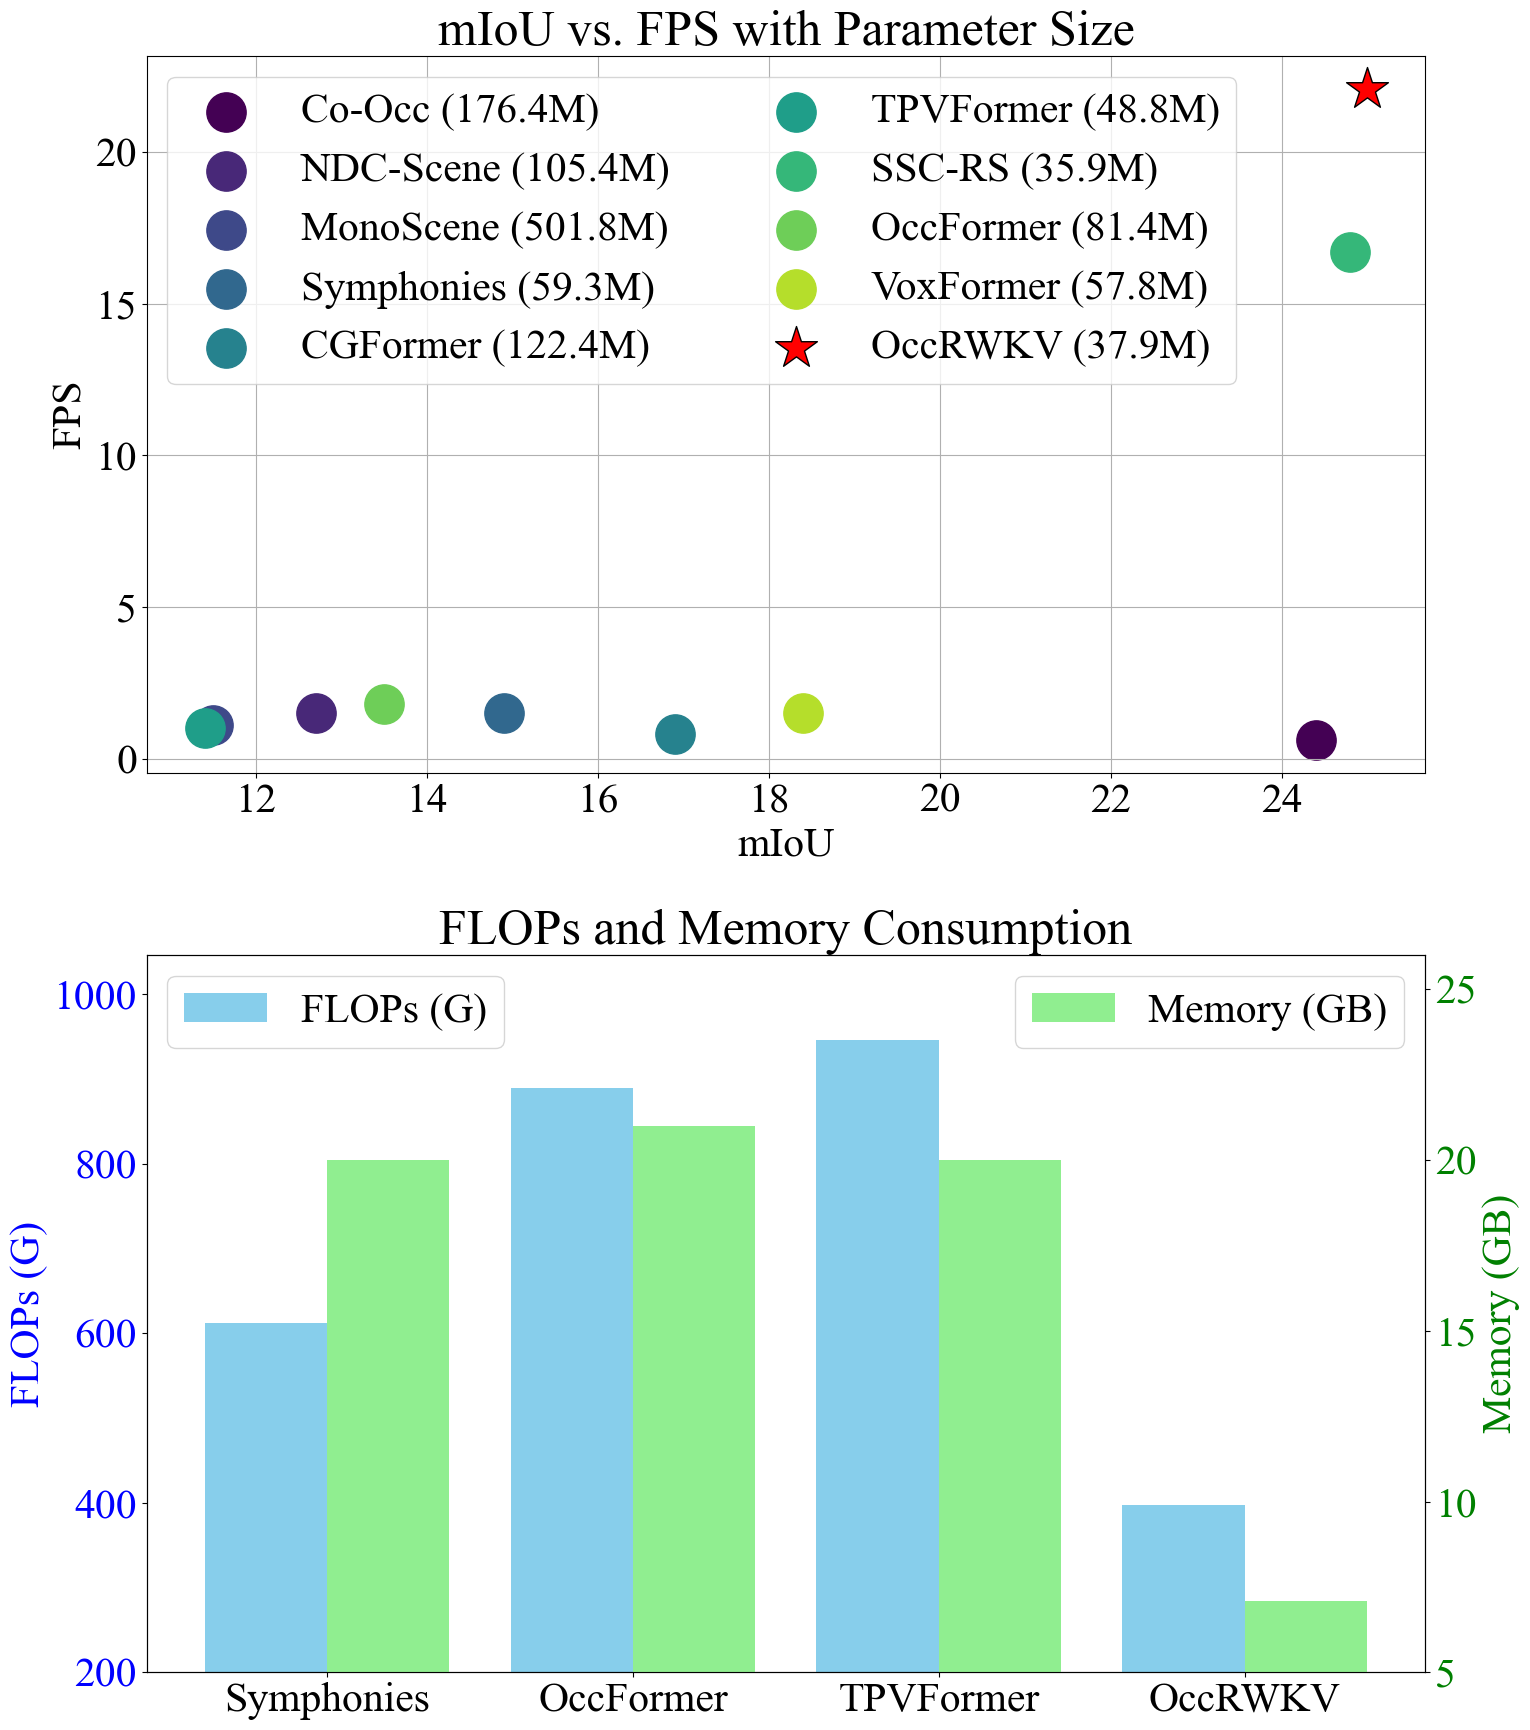 mIoU vs. FPS with Parameter Size
Co-Occ (176.4M)
NDC-Scene (105.4M)
MonoScene (501.8M)
Symphonies (59.3M)
CGFormer (122.4M)
TPVFormer (48.8M)
SSC-RS (35.9M)
OccFormer (81.4M)
VoxFormer (57.8M)
OccRWKV (37.9M)
FPS
20
15
10
5
0
12 14 16 18 20 22 24
mIoU
FLOPs and Memory Consumption
FLOPs (G)
Memory (GB)
FLOPs (G)
1000
800
600
400
200
Memory (GB)
25
20
15
10
5
Symphonies OccFormer TPVFormer OccRWKV